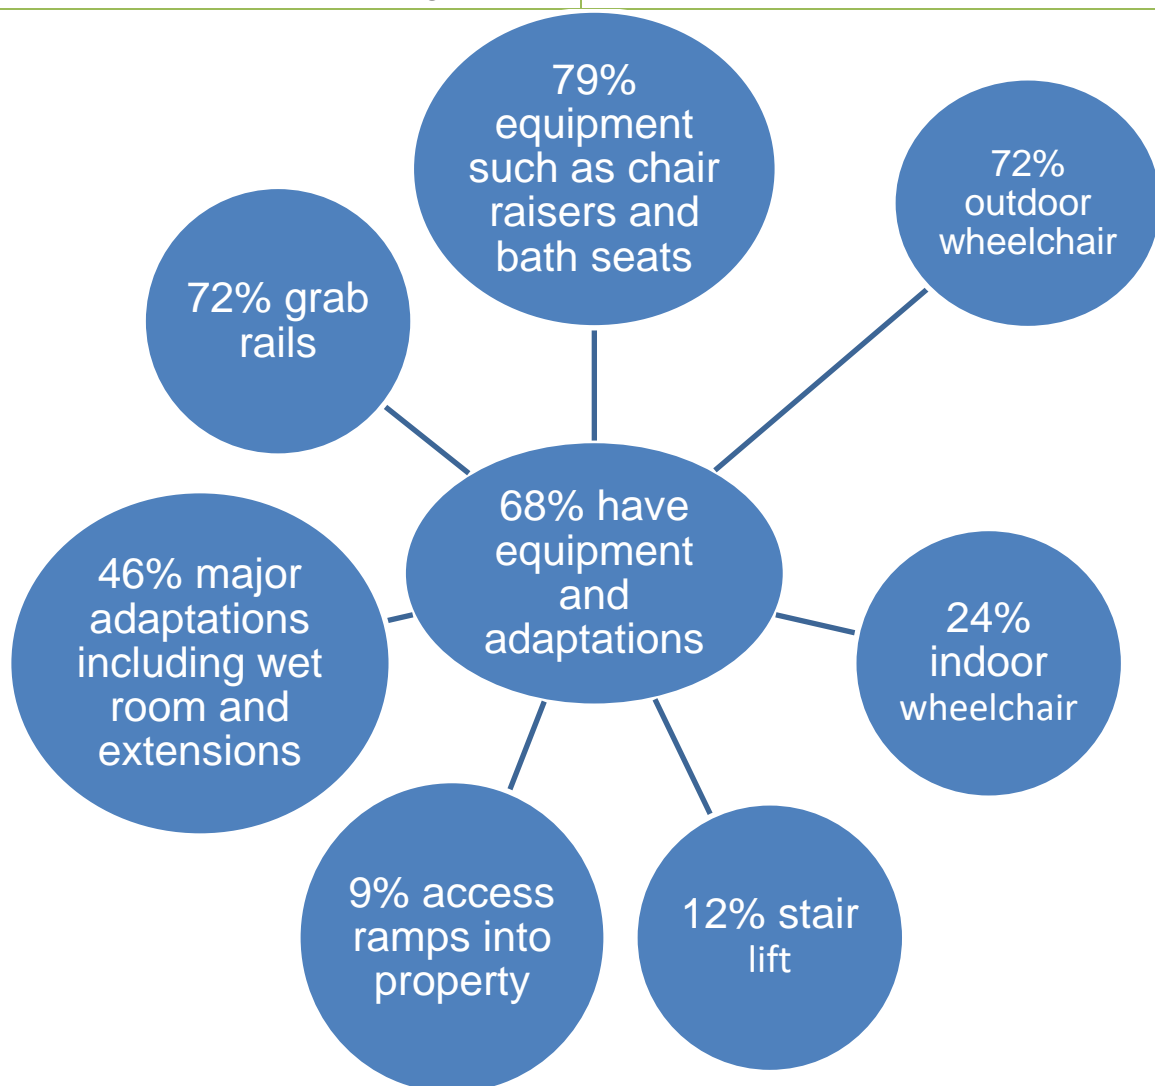 79%
equipment
such as chair
raisers and
bath seats
72%
outdoor
wheelchair
72% grab
rails
68% have
equipment
and
adaptations
46% major
adaptations
including wet
room and
extensions
24%
indoor
wheelchair
9% access
ramps into
property
12% stair
lift